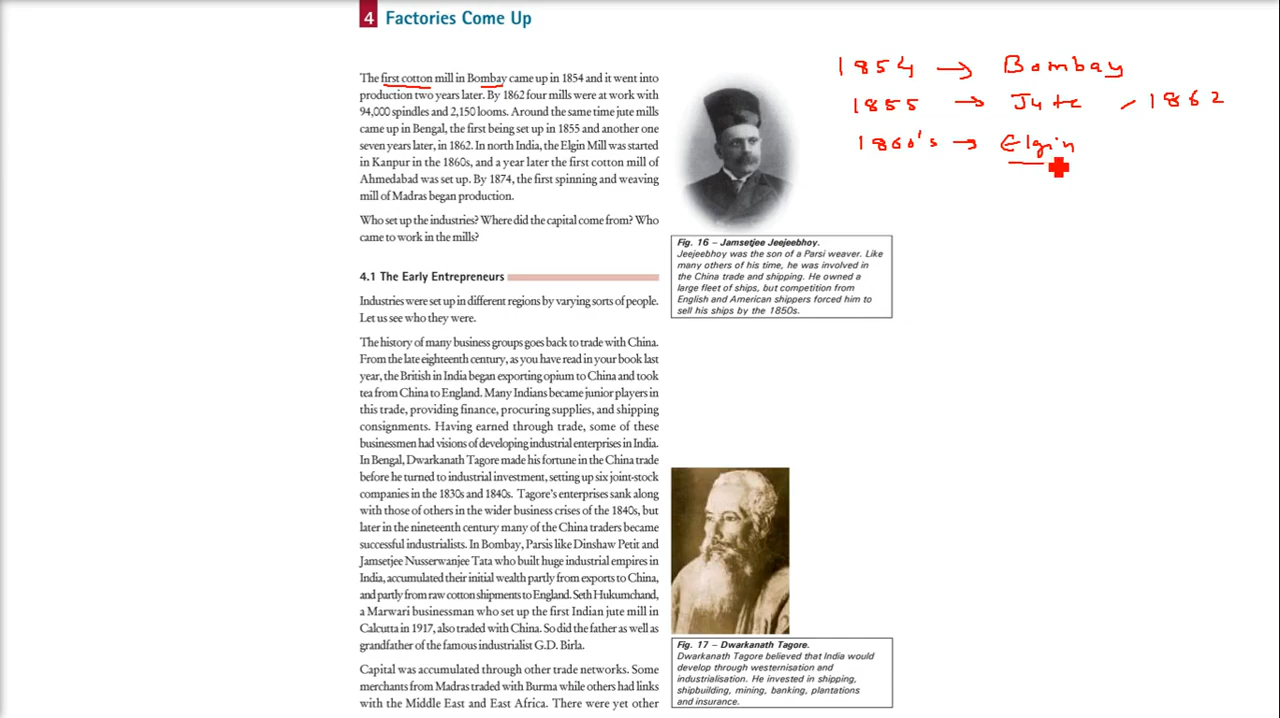 4 Factories Come Up
The first cotton mill in Bombay came up in 1854 and it went into
production two years later. By 1862 four mills were at work with
94,000 spindles and 2,150 looms. Around the same time jute mills
came up in Bengal, the first being set up in 1855 and another one
seven years later, in 1862. In north India, the Elgin Mill was started
in Kanpur in the 1860s, and a year later the first cotton mill of
Ahmedabad was set up. By 1874, the first spinning and weaving
mill of Madras began production.
Who set up the industries? Where did the capital come from? Who
came to work in the mills?
4.1 The Early Entrepreneurs
Industries were set up in different regions by varying sorts of people.
Let us see who they were.
The history of many business groups goes back to trade with China.
From the late eighteenth century, as you have read in your book last
year, the British in India began exporting opium to China and took
tea from China to England. Many Indians became junior players in
this trade, providing finance, procuring supplies, and shipping
consignments. Having earned through trade, some of these
businessmen had visions of developing industrial enterprises in India.
In Bengal, Dwarkanath Tagore made his fortune in the China trade
before he turned to industrial investment, setting up six joint-stock
companies in the 1830s and 1840s. Tagore's enterprises sank along
with those of others in the wider business crises of the 1840s, but
later in the nineteenth century many of the China traders became
successful industrialists. In Bombay, Parsis like Dinshaw Petit and
Jamsetjee Nusserwanjee Tata who built huge industrial empires in
India, accumulated their initial wealth partly from exports to China,
and partly from raw cotton shipments to England. Seth Hukumchand,
a Marwari businessman who set up the first Indian jute mill in
Calcutta in 1917, also traded with China. So did the father as well as
grandfather of the famous industrialist G.D. Birla.
Capital was accumulated through other trade networks. Some
merchants from Madras traded with Burma while others had links
with the Middle East and East Africa. There were yet other
Fig. 16 – Jamsetjee Jeejeebhoy.
Jeejeebhoy was the son of a Parsi weaver. Like
many others of his time, he was involved in
the China trade and shipping. He owned a
large fleet of ships, but competition from
English and American shippers forced him to
sell his ships by the 1850s.
Fig. 17 – Dwarkanath Tagore.
Dwarkanath Tagore believed that India would
develop through westernisation and
industrialisation. He invested in shipping,
shipbuilding, mining, banking, plantations
and insurance.
1854 → Bombay
1855 → Jute , 1862
1860's → Elgin